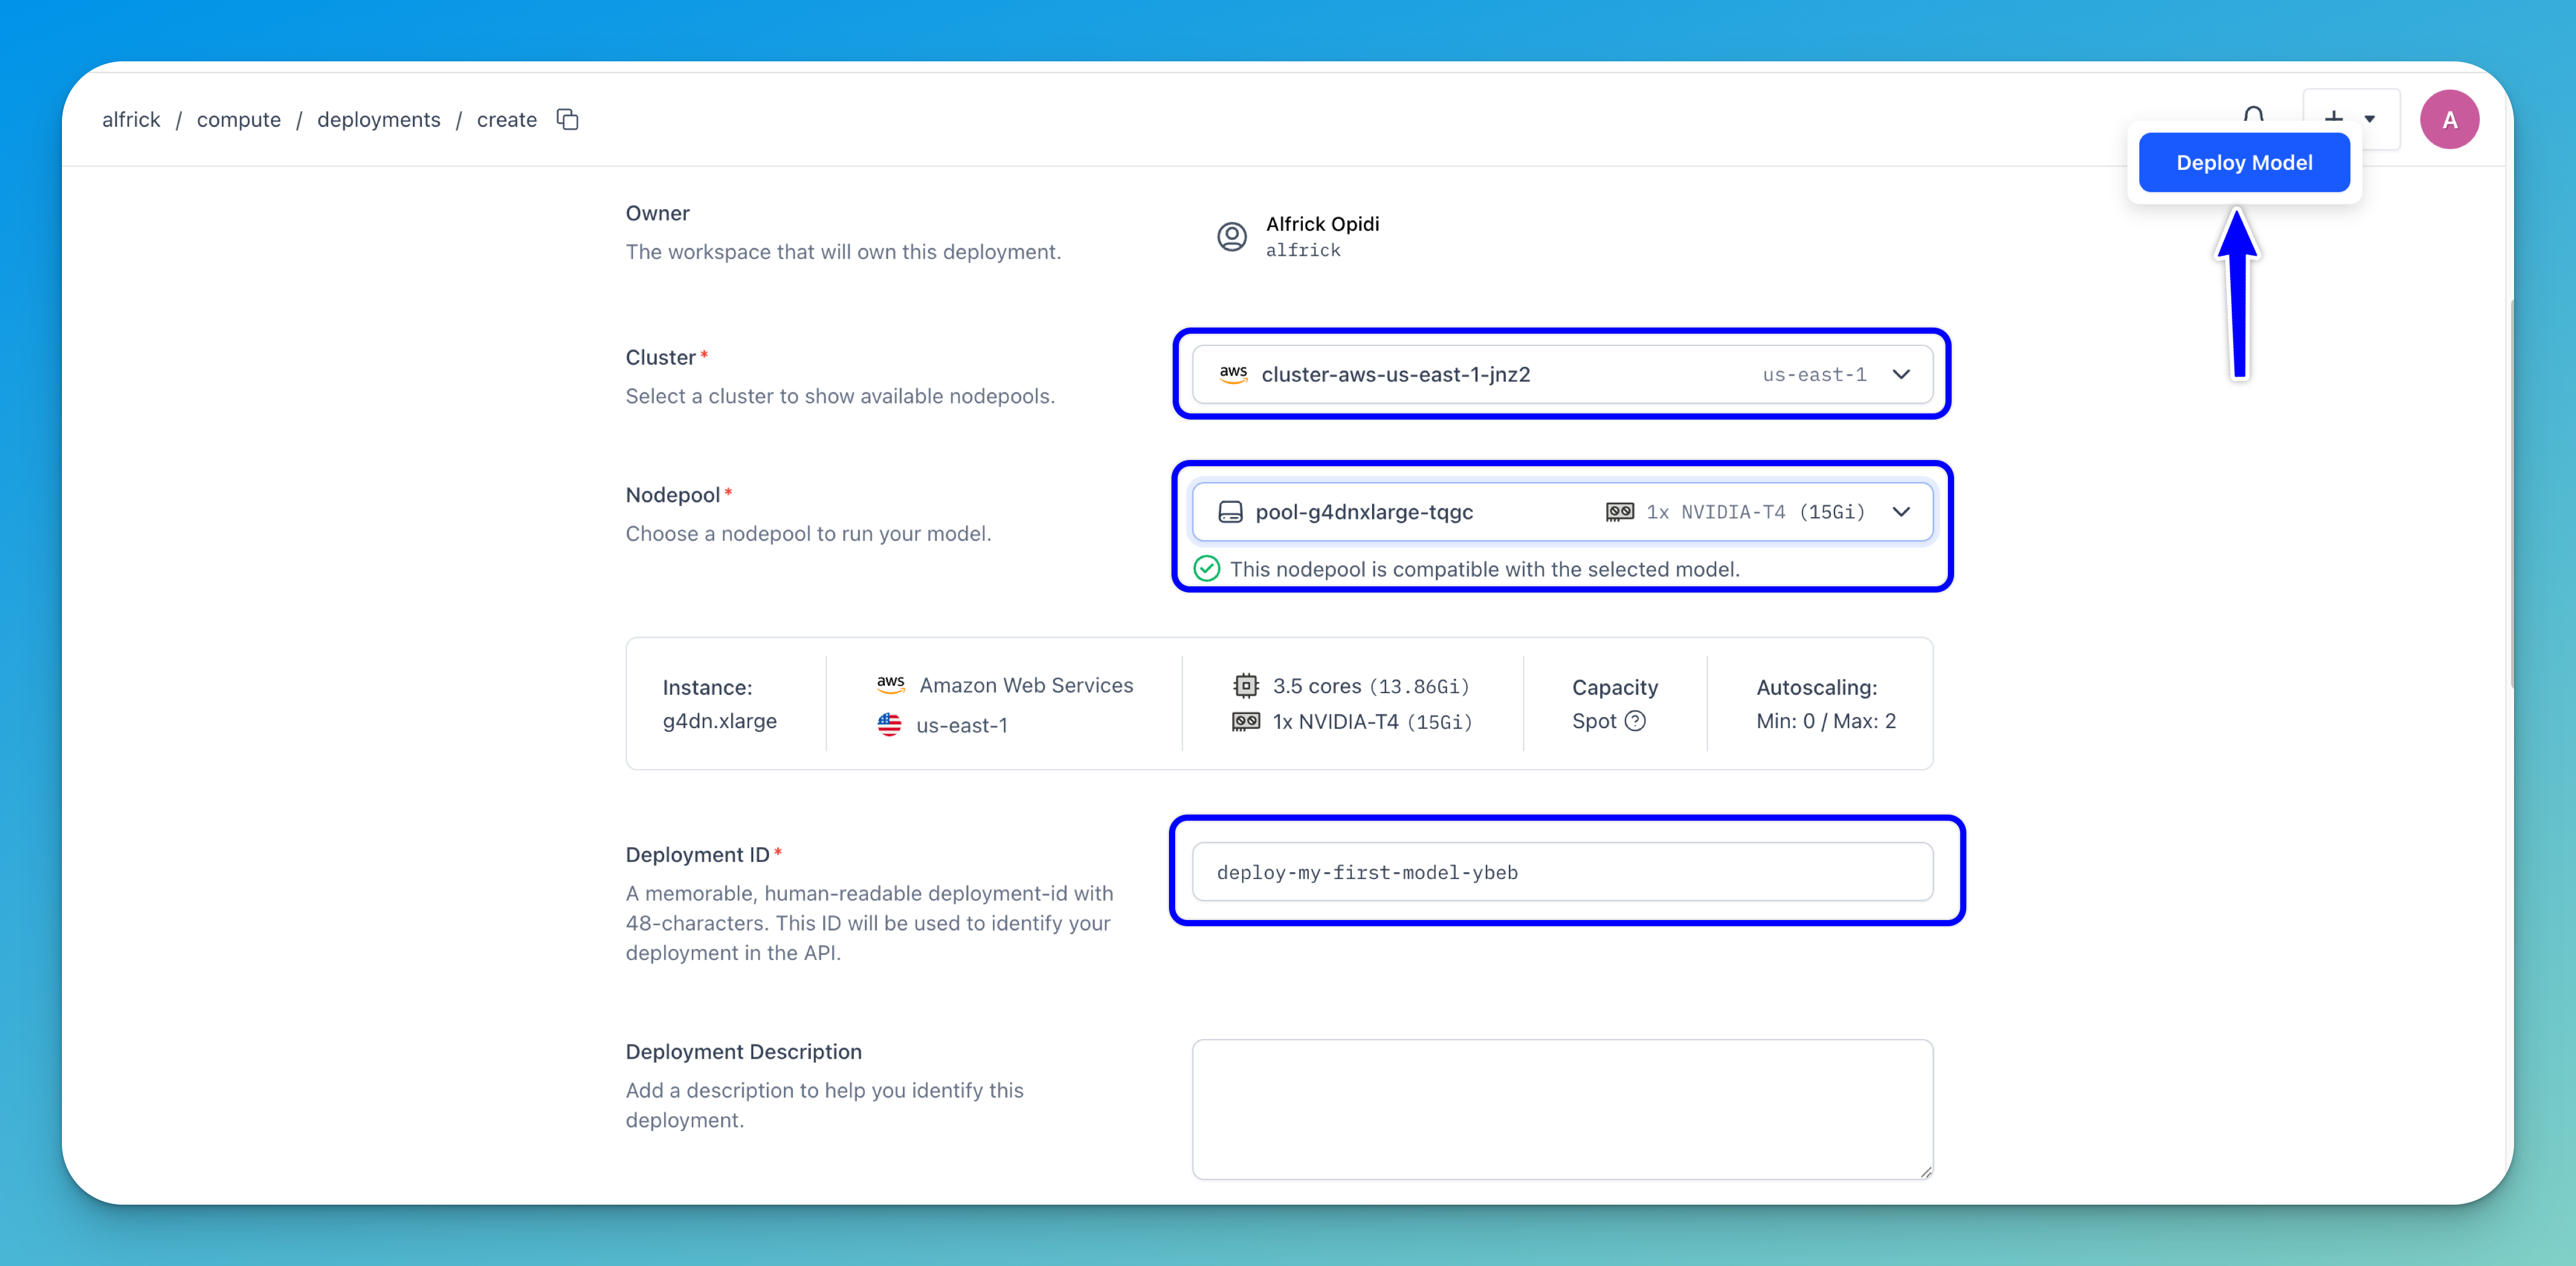 alfrick / compute / deployments / create
A
Deploy Model
Owner
The workspace that will own this deployment.
Alfrick Opidi
alfrick
Cluster *
Select a cluster to show available nodepools.
aws cluster-aws-us-east-1-jnz2 us-east-1
Nodepool *
Choose a nodepool to run your model.
pool-g4dnxlarge-tqgc 1x NVIDIA-T4 (15Gi)
This nodepool is compatible with the selected model.
Instance:
g4dn.xlarge
aws Amazon Web Services
us-east-1
3.5 cores (13.86Gi)
1x NVIDIA-T4 (15Gi)
Capacity
Spot ?
Autoscaling:
Min: 0 / Max: 2
Deployment ID *
A memorable, human-readable deployment-id with
48-characters. This ID will be used to identify your
deployment in the API.
deploy-my-first-model-ybeb
Deployment Description
Add a description to help you identify this
deployment.